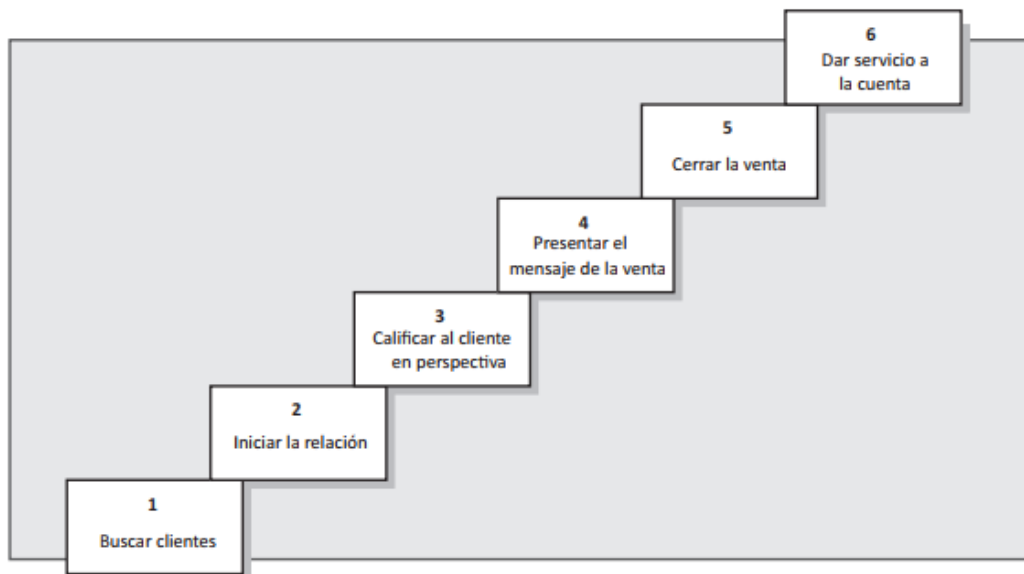 6
Dar servicio a
la cuenta
5
Cerrar la venta
4
Presentar el
mensaje de la venta
3
Calificar al cliente
en perspectiva
2
Iniciar la relación
1
Buscar clientes